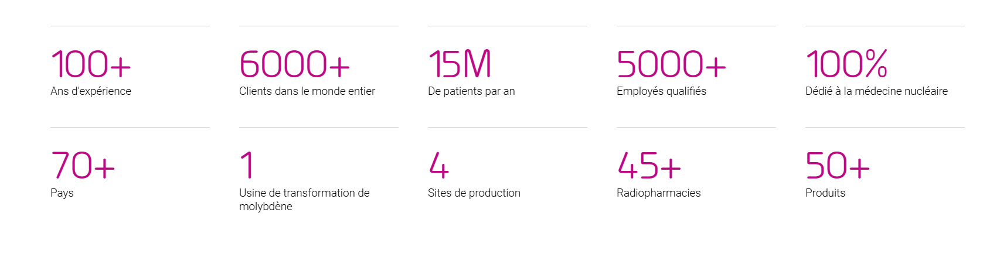 100+
Ans d'expérience
6000+
Clients dans le monde entier
15M
De patients par an
5000+
Employés qualifiés
100%
Dédié à la médecine nucléaire
70+
Pays
1
Usine de transformation de
molybdène
4
Sites de production
45+
Radiopharmacies
50+
Produits